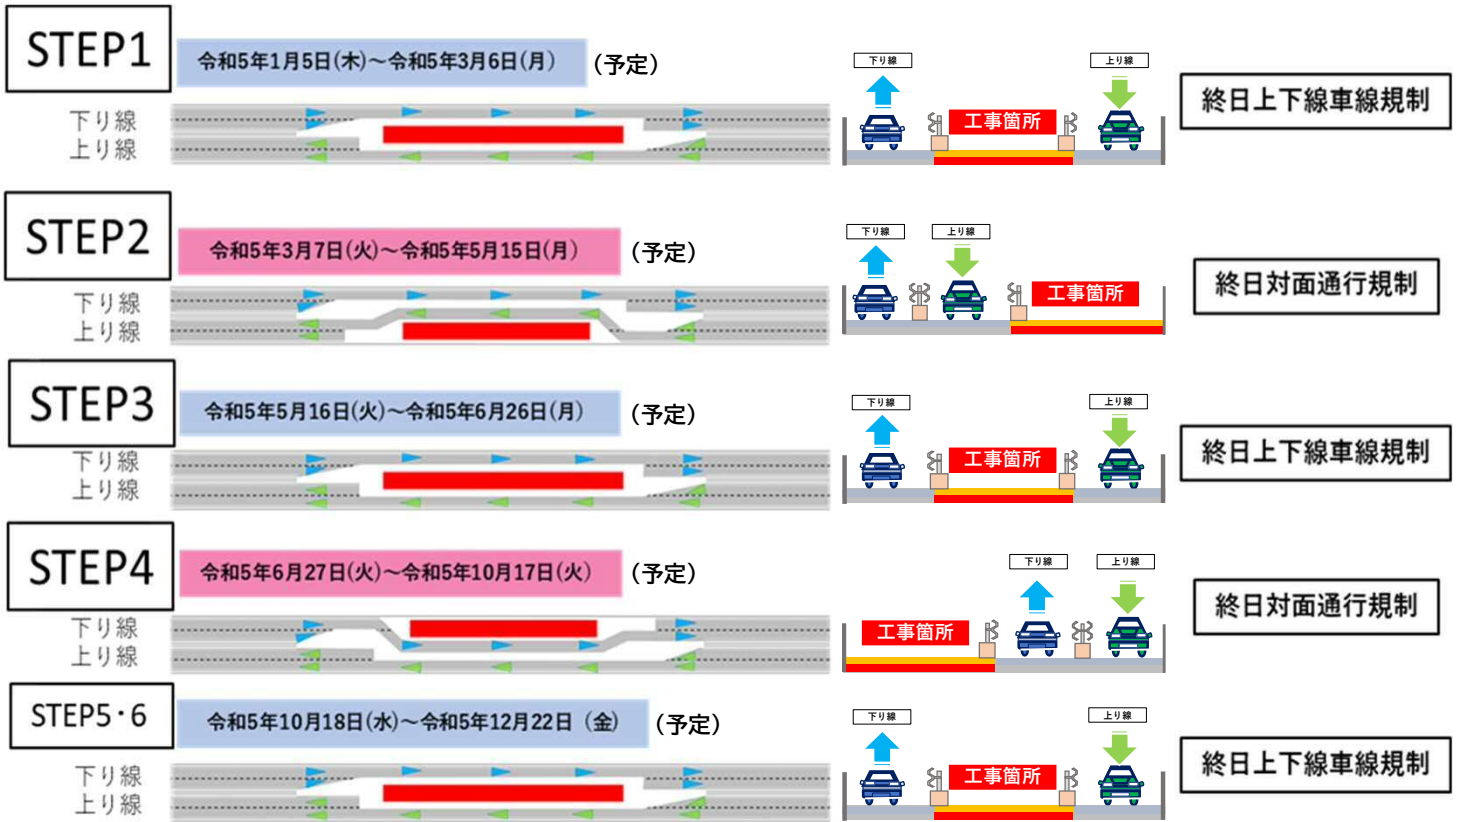 STEP1
令和5年1月5日(木)～令和5年3月6日(月)
(予定)
下り線
上り線
下り線
上り線
工事箇所
終日上下線車線規制
STEP2
令和5年3月7日(火)～令和5年5月15日(月)
(予定)
下り線
上り線
下り線
上り線
工事箇所
終日対面通行規制
STEP3
令和5年5月16日(火)～令和5年6月26日(月)
(予定)
下り線
上り線
下り線
上り線
工事箇所
終日上下線車線規制
STEP4
令和5年6月27日(火)～令和5年10月17日(火)
(予定)
下り線
上り線
下り線
上り線
工事箇所
終日対面通行規制
STEP5・6
令和5年10月18日(水)～令和5年12月22日（金）
(予定)
下り線
上り線
下り線
上り線
工事箇所
終日上下線車線規制